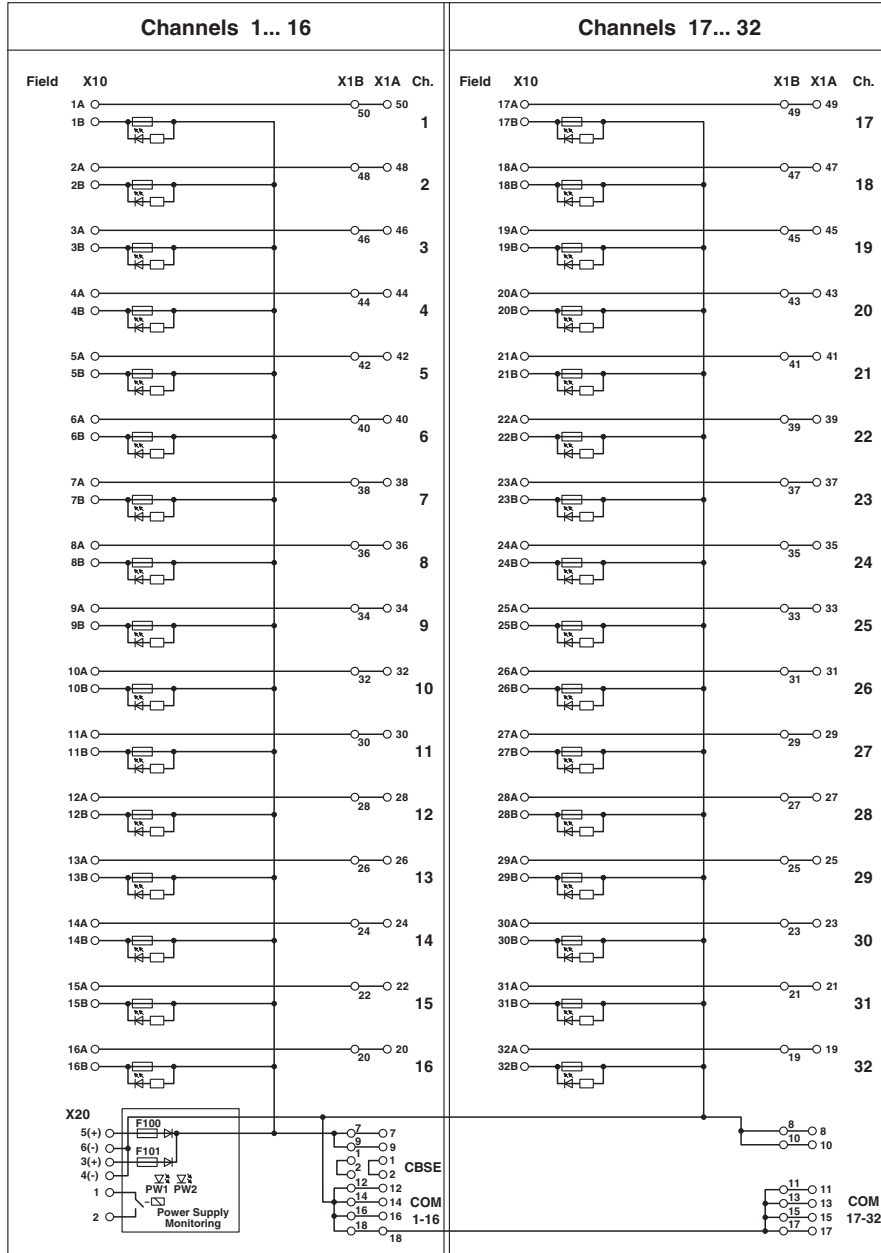 Channels 1... 16
Channels 17... 32
Field X10 X1B X1A Ch.
Field X10 X1B X1A Ch.
1A 50 50
1B 1
17A 49 49
17B 17
2A 48 48
2B 2
18A 47 47
18B 18
3A 46 46
3B 3
19A 45 45
19B 19
4A 44 44
4B 4
20A 43 43
20B 20
5A 42 42
5B 5
21A 41 41
21B 21
6A 40 40
6B 6
22A 39 39
22B 22
7A 38 38
7B 7
23A 37 37
23B 23
8A 36 36
8B 8
24A 35 35
24B 24
9A 34 34
9B 9
25A 33 33
25B 25
10A 32 32
10B 10
26A 31 31
26B 26
11A 30 30
11B 11
27A 29 29
27B 27
12A 28 28
12B 12
28A 27 27
28B 28
13A 26 26
13B 13
29A 25 25
29B 29
14A 24 24
14B 14
30A 23 23
30B 30
15A 22 22
15B 15
31A 21 21
31B 31
16A 20 20
16B 16
32A 19 19
32B 32
X20
5(+) F100
6(-)
3(+) F101
4(-)
PW1 PW2
1
2
Power Supply
Monitoring
7 7
9 9
1 1
2 2
CBSE
12 12
14 14
16 16
18 18
COM
1-16
8 8
10 10
11 11
13 13
15 15
17 17
COM
17-32